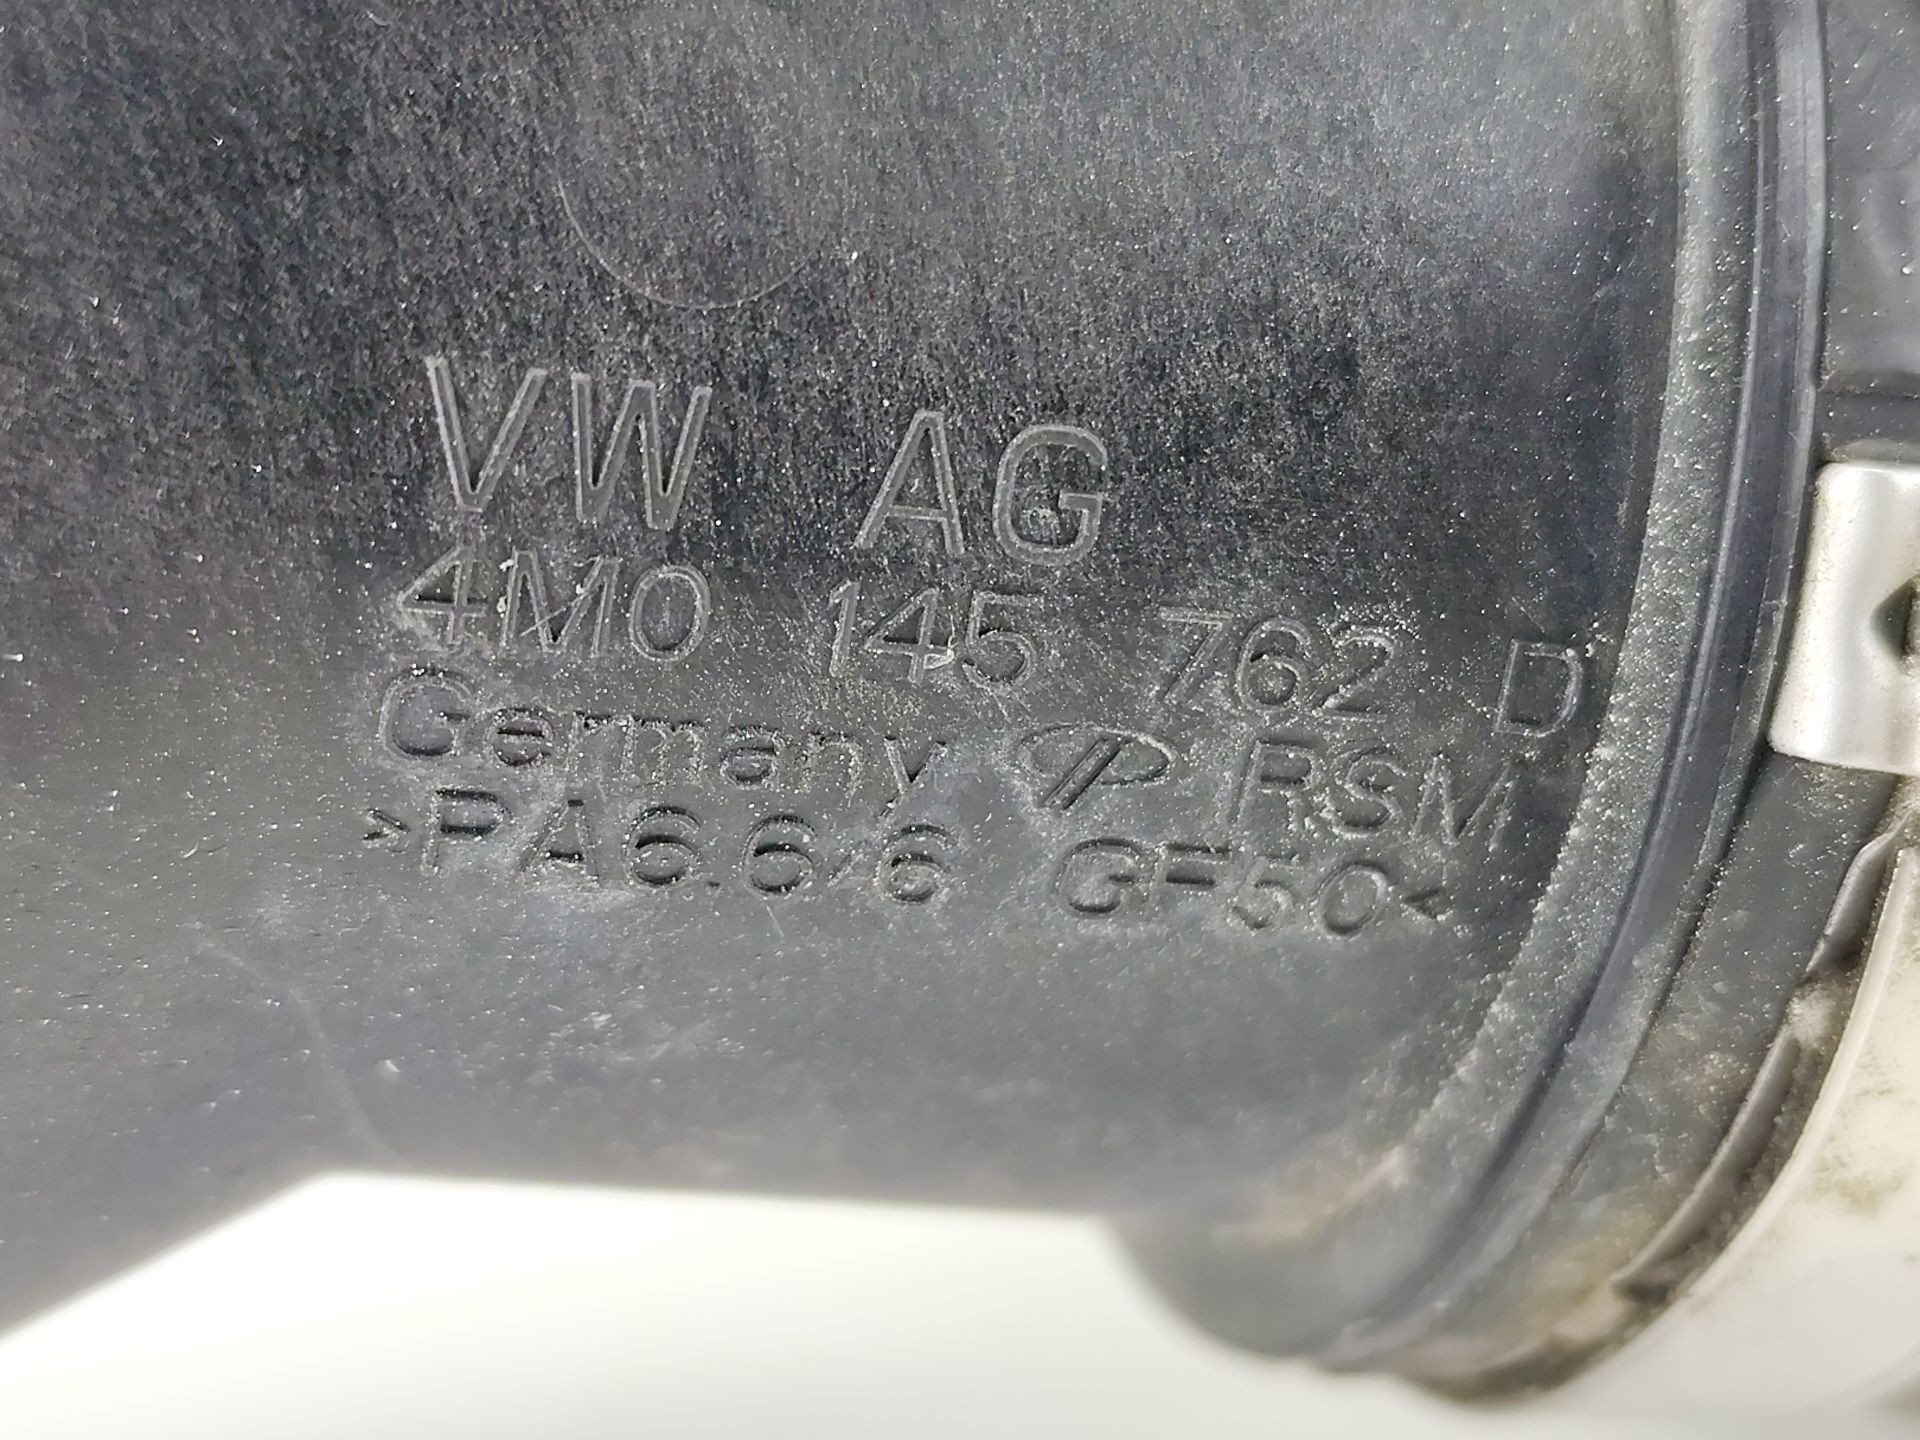 VW AG
4M0 145 762 D
Germany RSM
>PA6.6/6 GF50<